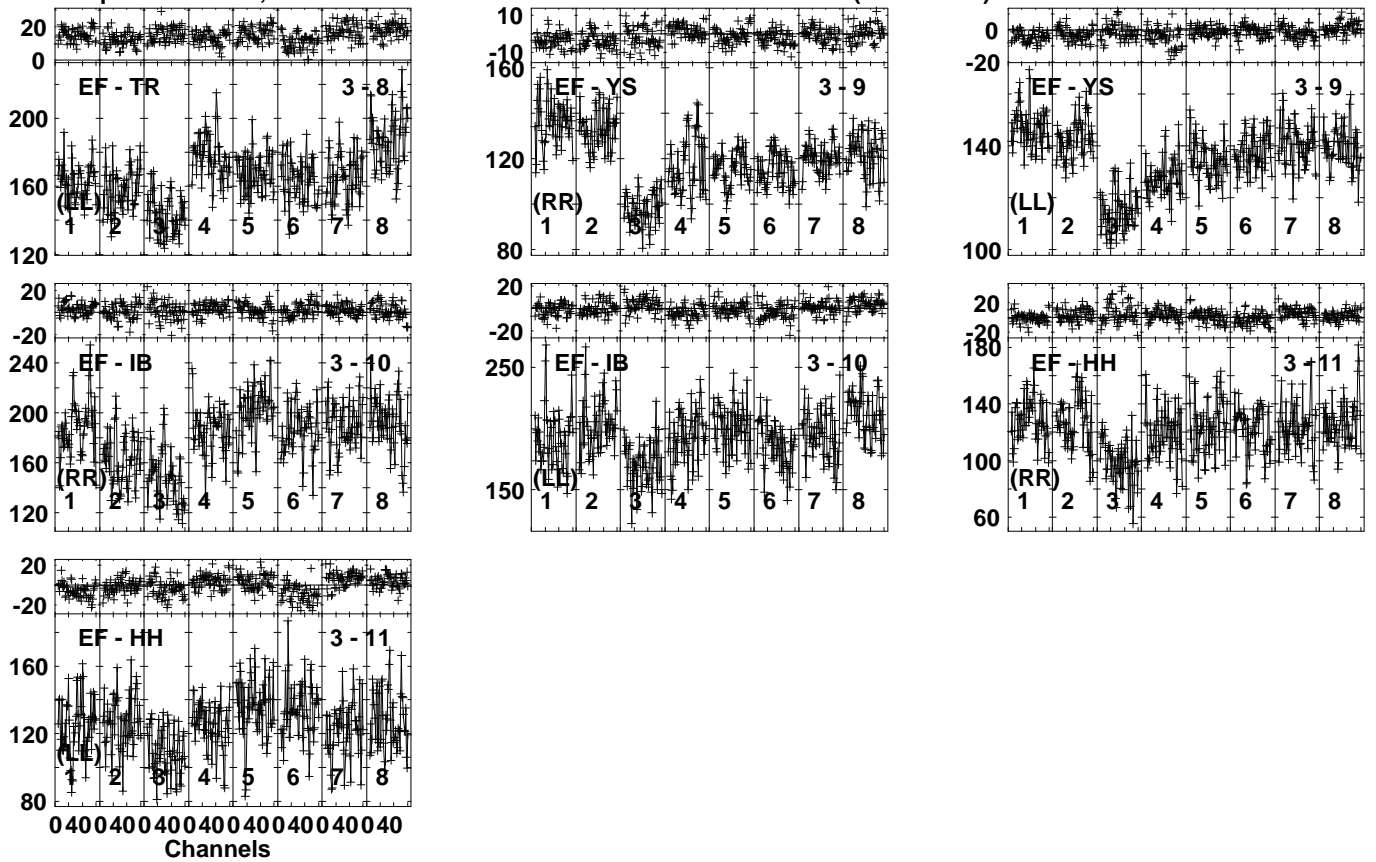 20
0
EF - TR 3 - 8
200
160
120
(LL)
1 2 3 4 5 6 7 8
10
-10
160
EF - YS 3 - 9
120
80
(RR)
1 2 3 4 5 6 7 8
0
-20
EF - YS 3 - 9
140
100
(LL)
1 2 3 4 5 6 7 8
20
-20
EF - IB 3 - 10
240
200
160
120
(RR)
1 2 3 4 5 6 7 8
20
-20
EF - IB 3 - 10
250
150
(LL)
1 2 3 4 5 6 7 8
20
-20
180
EF - HH 3 - 11
140
100
60
(RR)
1 2 3 4 5 6 7 8
20
-20
EF - HH 3 - 11
160
120
80
(LL)
1 2 3 4 5 6 7 8
0 40 0 40 0 40 0 40 0 40 0 40 0 40 0 40
Channels